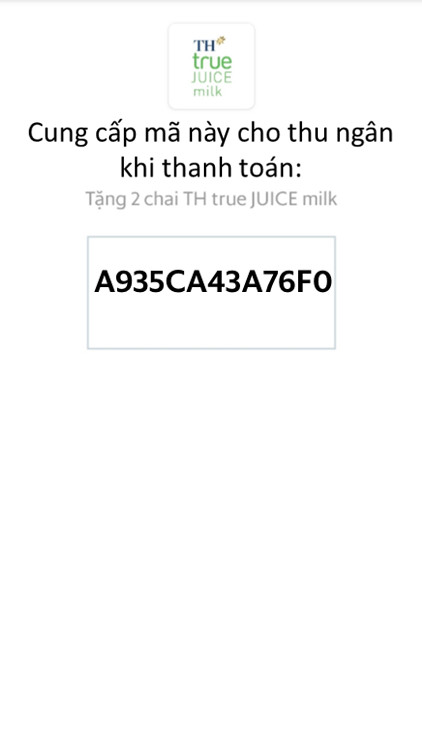 TH
true
JUICE
milk
Cung cấp mã này cho thu ngân
khi thanh toán:
Tặng 2 chai TH true JUICE milk
A935CA43A76F0